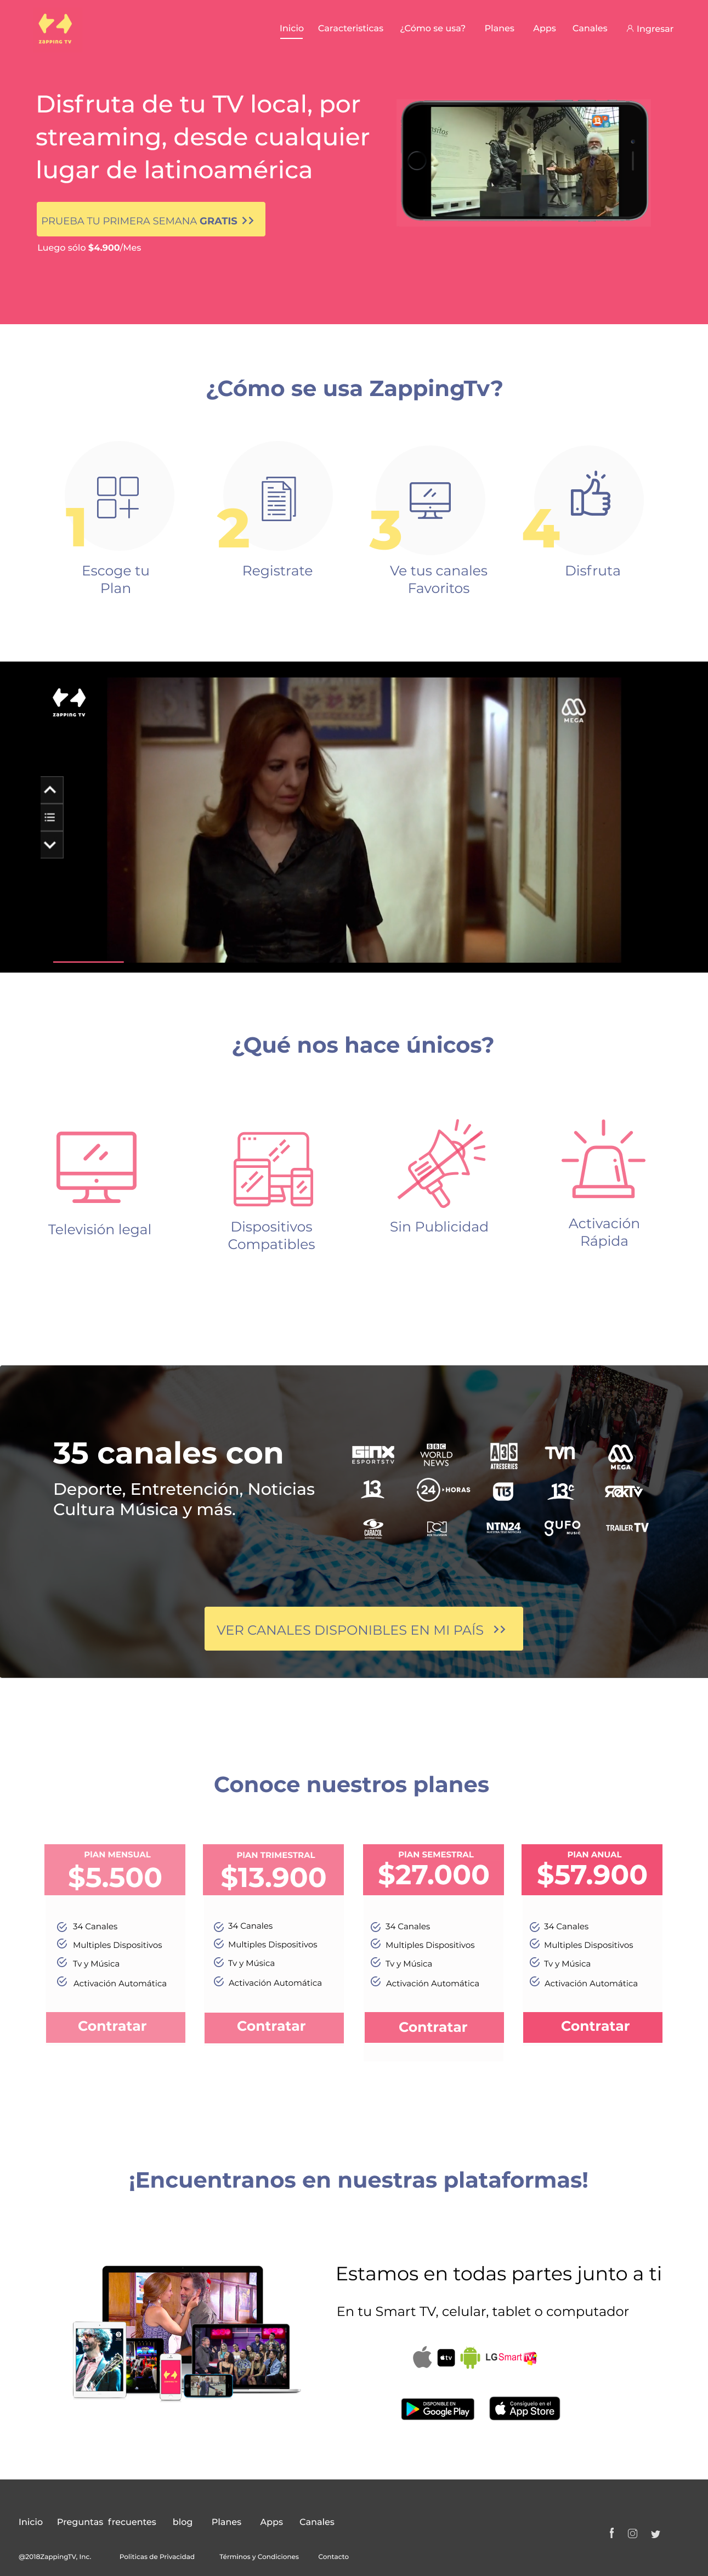 ZAPPING TV
Inicio Caracteristicas ¿Cómo se usa? Planes Apps Canales Ingresar
Disfruta de tu TV local, por
streaming, desde cualquier
lugar de latinoamérica
PRUEBA TU PRIMERA SEMANA GRATIS >>
Luego sólo $4.900/Mes
¿Cómo se usa ZappingTv?
1 2 3 4
Escoge tu
Plan
Registrate
Ve tus canales
Favoritos
Disfruta
ZAPPING TV
MEGA
¿Qué nos hace únicos?
Televisión legal
Dispositivos
Compatibles
Sin Publicidad
Activación
Rápida
35 canales con
Deporte, Entretención, Noticias
Cultura Música y más.
GINX
ESPORTSTV
BBC
WORLD
NEWS
A3S
ATRESERIES
TVN
MEGA
13
24 HORAS
T13
13C
ROKTV
CARACOL
RCN
NTN24
GUFO
MUSIC
TRAILER TV
VER CANALES DISPONIBLES EN MI PAÍS >>
Conoce nuestros planes
PlAN MENSUAL
$5.500
34 Canales
Multiples Dispositivos
Tv y Música
Activación Automática
Contratar
PlAN TRIMESTRAL
$13.900
34 Canales
Multiples Dispositivos
Tv y Música
Activación Automática
Contratar
PlAN SEMESTRAL
$27.000
34 Canales
Multiples Dispositivos
Tv y Música
Activación Automática
Contratar
PlAN ANUAL
$57.900
34 Canales
Multiples Dispositivos
Tv y Música
Activación Automática
Contratar
¡Encuentranos en nuestras plataformas!
Estamos en todas partes junto a ti
En tu Smart TV, celular, tablet o computador
tv
LG Smart TV
DISPONIBLE EN
Google Play
Consíguelo en el
App Store
Inicio Preguntas frecuentes blog Planes Apps Canales
@2018ZappingTV, Inc. Politicas de Privacidad Términos y Condiciones Contacto